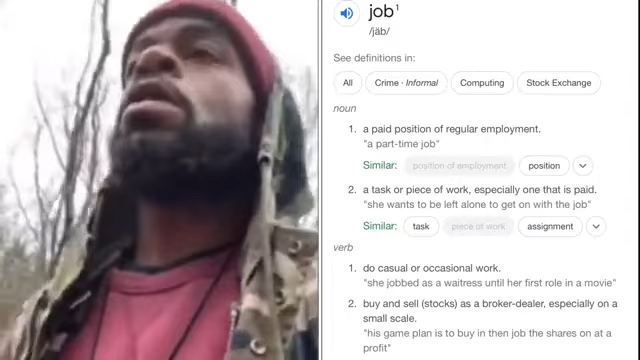 job¹
/jäb/
See definitions in:
All
Crime · Informal
Computing
Stock Exchange
noun
1. a paid position of regular employment.
"a part-time job"
Similar: position of employment position
2. a task or piece of work, especially one that is paid.
"she wants to be left alone to get on with the job"
Similar: task piece of work assignment
verb
1. do casual or occasional work.
"she jobbed as a waitress until her first role in a movie"
2. buy and sell (stocks) as a broker-dealer, especially on a
small scale.
"his game plan is to buy in then job the shares on at a
profit"